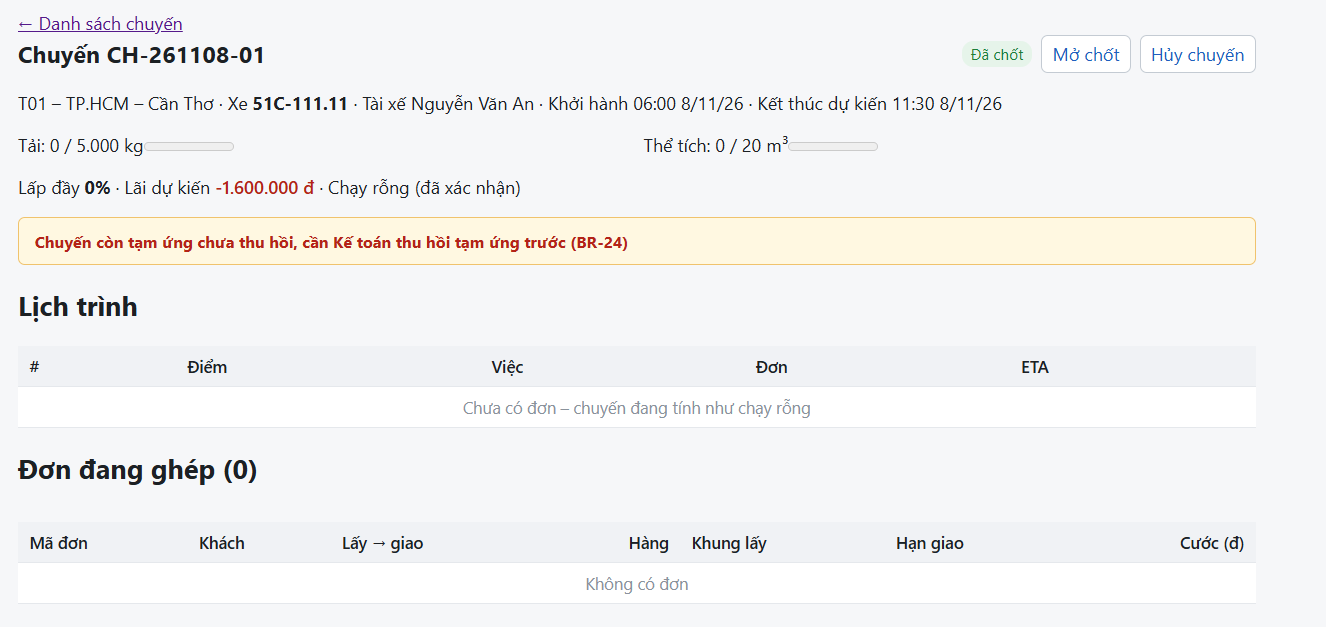 ← Danh sách chuyến
Chuyến CH-261108-01
Đã chốt Mở chốt Hủy chuyến
T01 – TP.HCM – Cần Thơ · Xe 51C-111.11 · Tài xế Nguyễn Văn An · Khởi hành 06:00 8/11/26 · Kết thúc dự kiến 11:30 8/11/26
Tải: 0 / 5.000 kg Thể tích: 0 / 20 m³
Lấp đầy 0% · Lãi dự kiến -1.600.000 đ · Chạy rỗng (đã xác nhận)
Chuyến còn tạm ứng chưa thu hồi, cần Kế toán thu hồi tạm ứng trước (BR-24)
Lịch trình
# Điểm Việc Đơn ETA
Chưa có đơn – chuyến đang tính như chạy rỗng
Đơn đang ghép (0)
Mã đơn Khách Lấy → giao Hàng Khung lấy Hạn giao Cước (đ)
Không có đơn